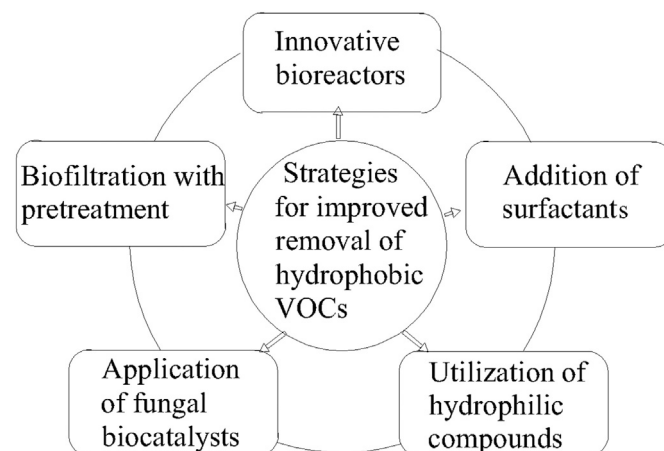 Innovative
bioreactors
Biofiltration with
pretreatment
Strategies
for improved
removal of
hydrophobic
VOCs
Addition of
surfactants
Application
of fungal
biocatalysts
Utilization of
hydrophilic
compounds